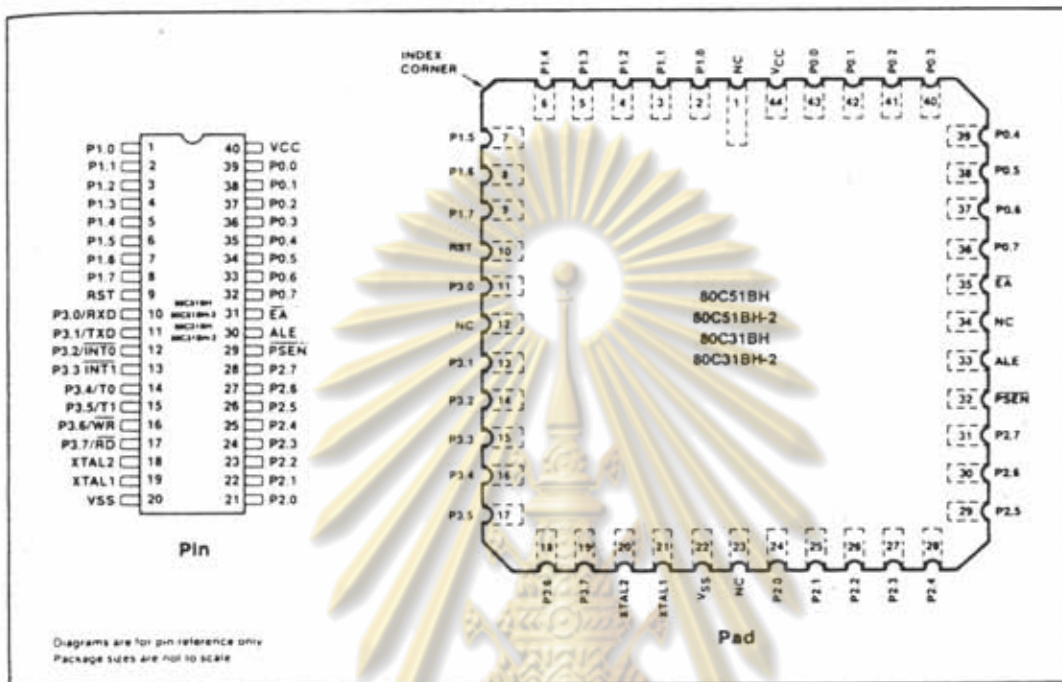 INDEX
CORNER
P1.4
P1.3
P1.2
P1.1
P1.0
NC
VCC
P0.0
P0.1
P0.2
P0.3
6
5
4
3
2
1
44
43
42
41
40
P1.5 7
P1.6 8
P1.7 9
RST 10
P3.0 11
NC 12
P3.1 13
P3.2 14
P3.3 15
P3.4 16
P3.5 17
39 P0.4
38 P0.5
37 P0.6
36 P0.7
35 EA
34 NC
33 ALE
32 PSEN
31 P2.7
30 P2.6
29 P2.5
80C51BH
80C51BH-2
80C31BH
80C31BH-2
18
19
20
21
22
23
24
25
26
27
28
P3.6
P3.7
XTAL2
XTAL1
VSS
NC
P2.0
P2.1
P2.2
P2.3
P2.4
Pad
P1.0 1 40 VCC
P1.1 2 39 P0.0
P1.2 3 38 P0.1
P1.3 4 37 P0.2
P1.4 5 36 P0.3
P1.5 6 35 P0.4
P1.6 7 34 P0.5
P1.7 8 33 P0.6
RST 9 32 P0.7
P3.0/RXD 10 31 EA
P3.1/TXD 11 30 ALE
P3.2/INT0 12 29 PSEN
P3.3 INT1 13 28 P2.7
P3.4/T0 14 27 P2.6
P3.5/T1 15 26 P2.5
P3.6/WR 16 25 P2.4
P3.7/RD 17 24 P2.3
XTAL2 18 23 P2.2
XTAL1 19 22 P2.1
VSS 20 21 P2.0
Pin
Diagrams are for pin reference only
Package sizes are not to scale